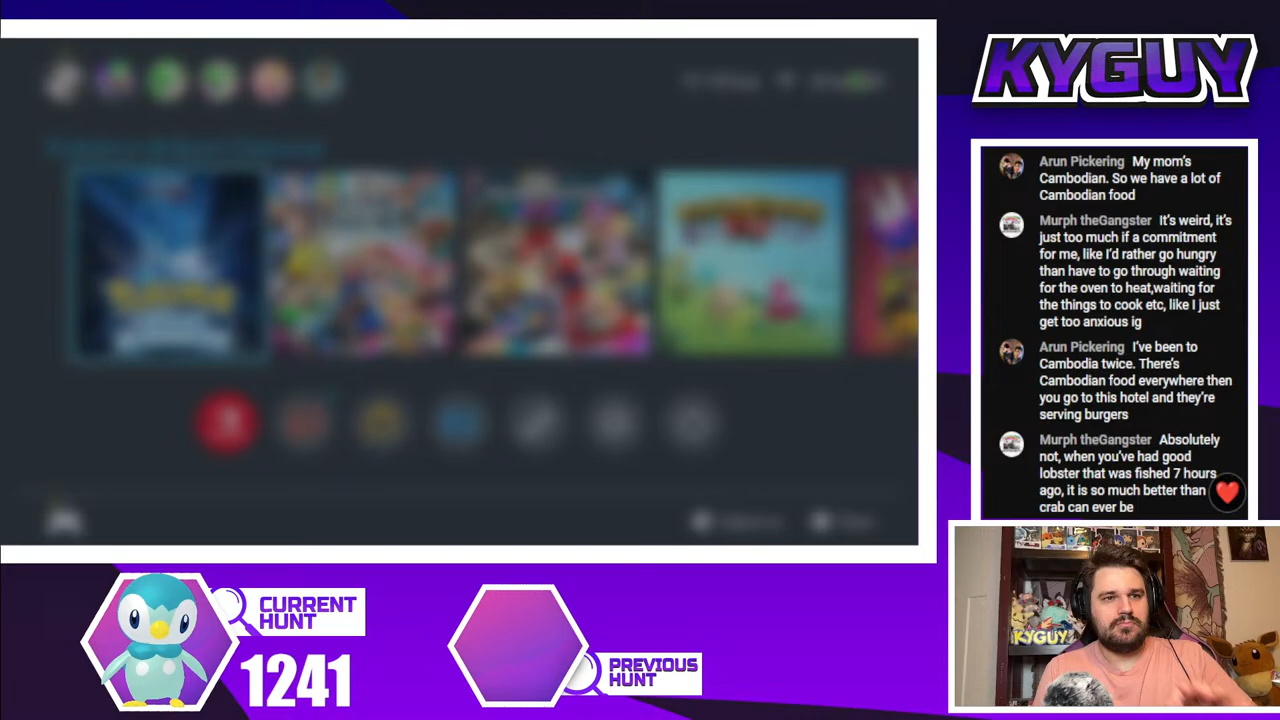 KYGUY
Arun Pickering My mom's
Cambodian. So we have a lot of
Cambodian food
Murph theGangster It's weird, it's
just too much if a commitment
for me, like I'd rather go hungry
than have to go through waiting
for the oven to heat,waiting for
the things to cook etc, like I just
get too anxious ig
Arun Pickering I've been to
Cambodia twice. There's
Cambodian food everywhere then
you go to this hotel and they're
serving burgers
Murph theGangster Absolutely
not, when you've had good
lobster that was fished 7 hours
ago, it is so much better than
crab can ever be
CURRENT
HUNT
1241
PREVIOUS
HUNT
KYGUY